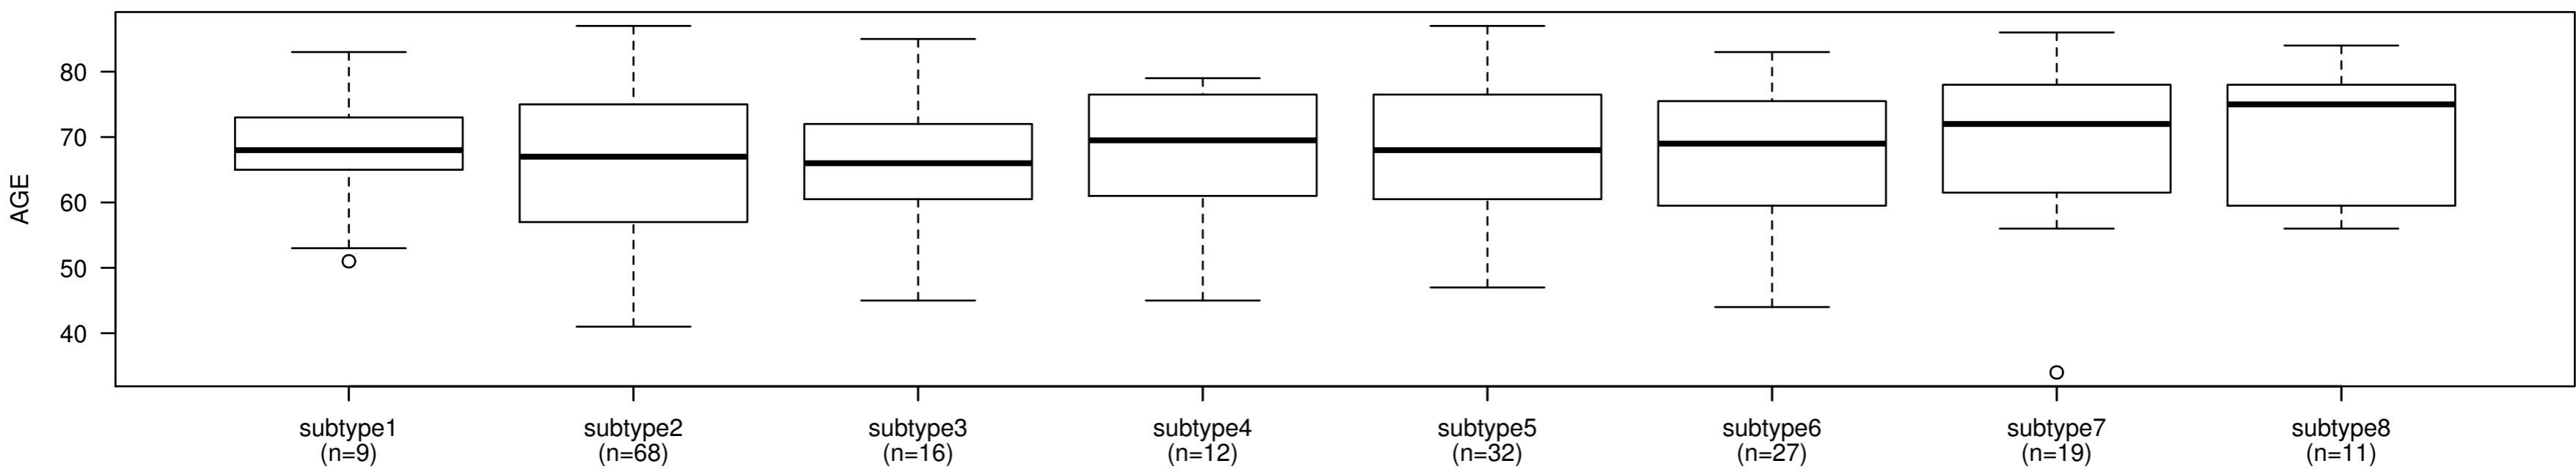 AGE
80
70
60
50
40
subtype1 subtype2 subtype3 subtype4 subtype5 subtype6 subtype7 subtype8
(n=9) (n=68) (n=16) (n=12) (n=32) (n=27) (n=19) (n=11)